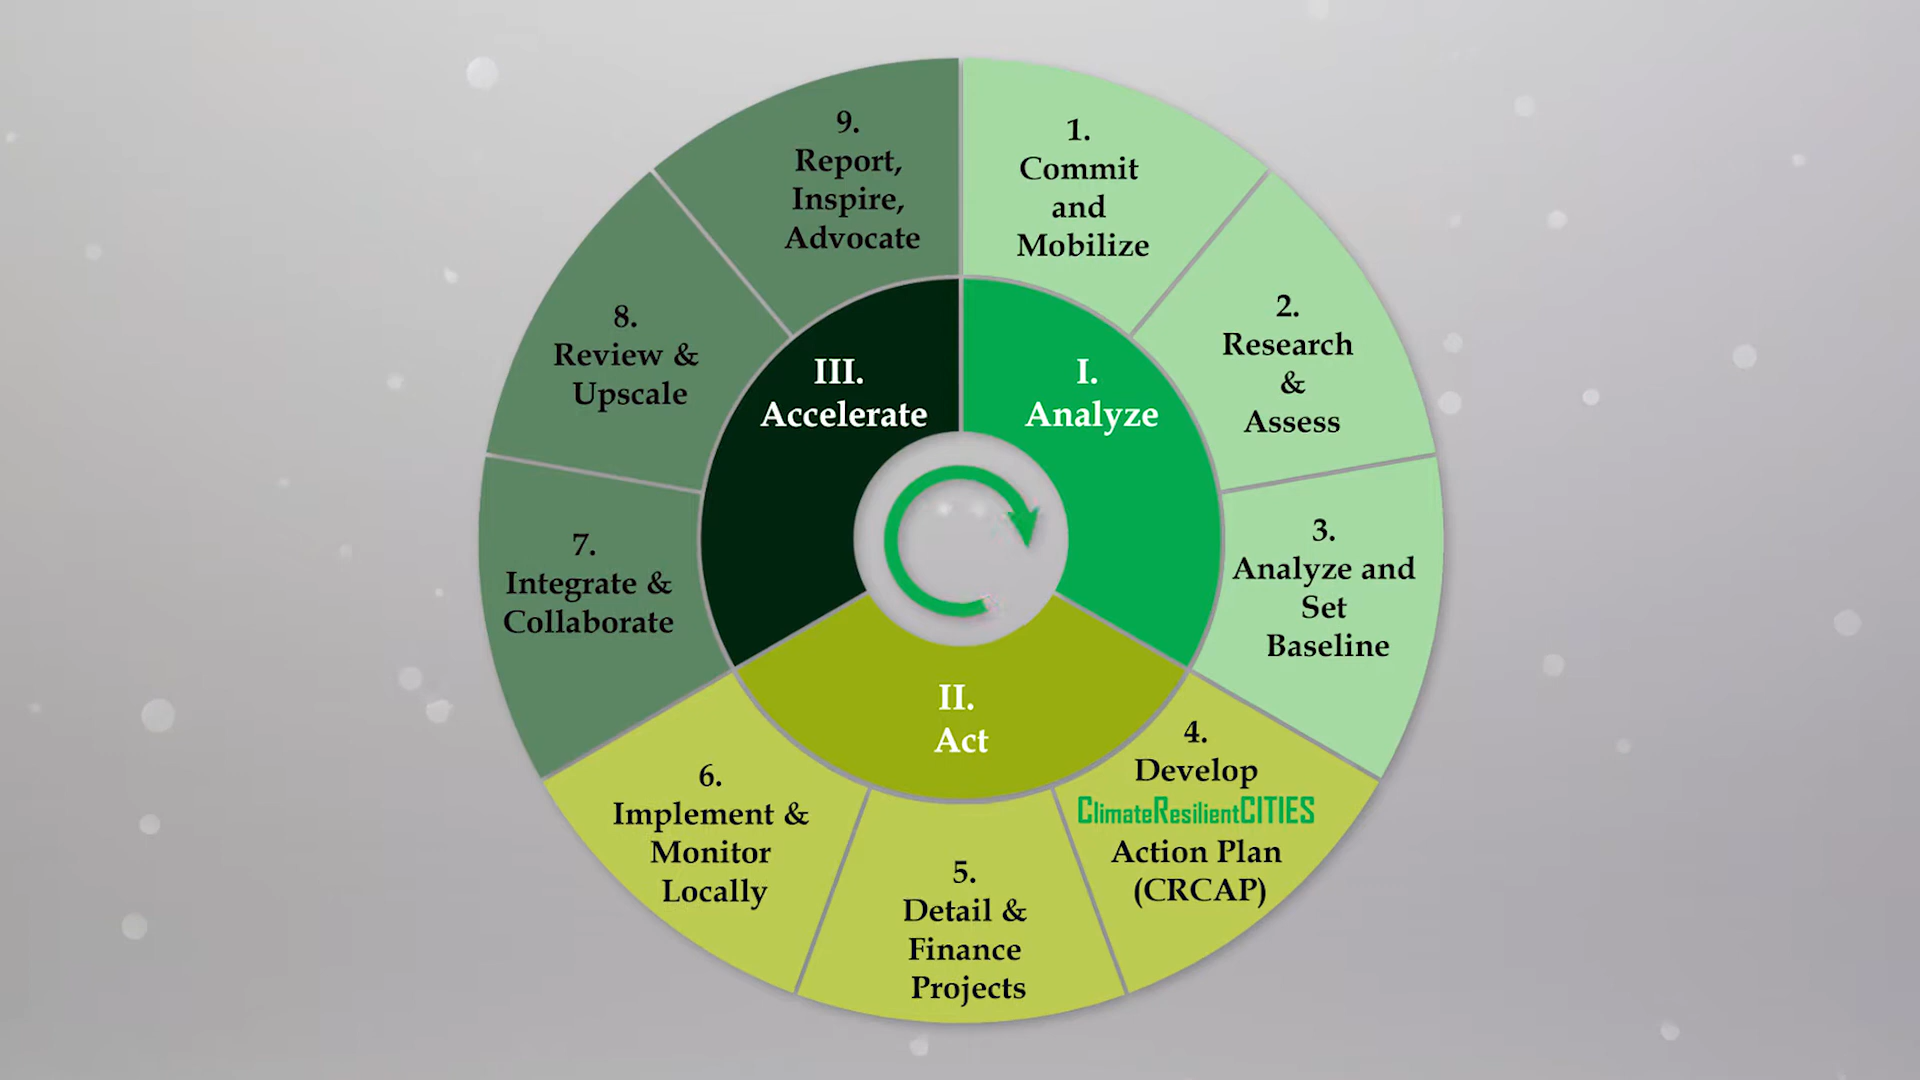 I.
Analyze
1.
Commit
and
Mobilize
2.
Research
&
Assess
3.
Analyze and
Set
Baseline
II.
Act
4.
Develop
ClimateResilientCITIES
Action Plan
(CRCAP)
5.
Detail &
Finance
Projects
6.
Implement &
Monitor
Locally
III.
Accelerate
7.
Integrate &
Collaborate
8.
Review &
Upscale
9.
Report,
Inspire,
Advocate